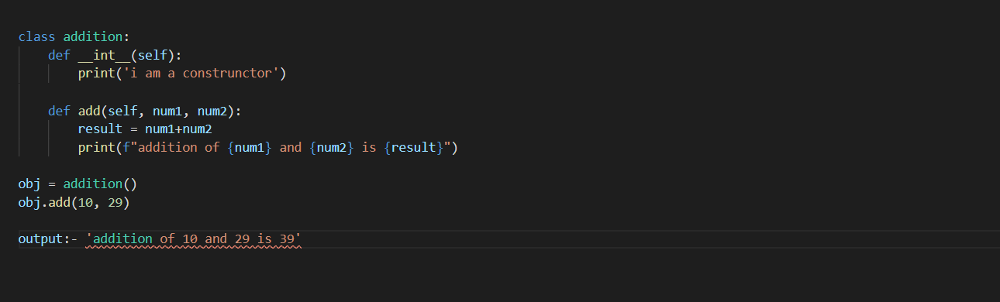 class addition:
    def __int__(self):
        print('i am a construnctor')
    def add(self, num1, num2):
        result = num1+num2
        print(f"addition of {num1} and {num2} is {result}")
obj = addition()
obj.add(10, 29)
output:- 'addition of 10 and 29 is 39'